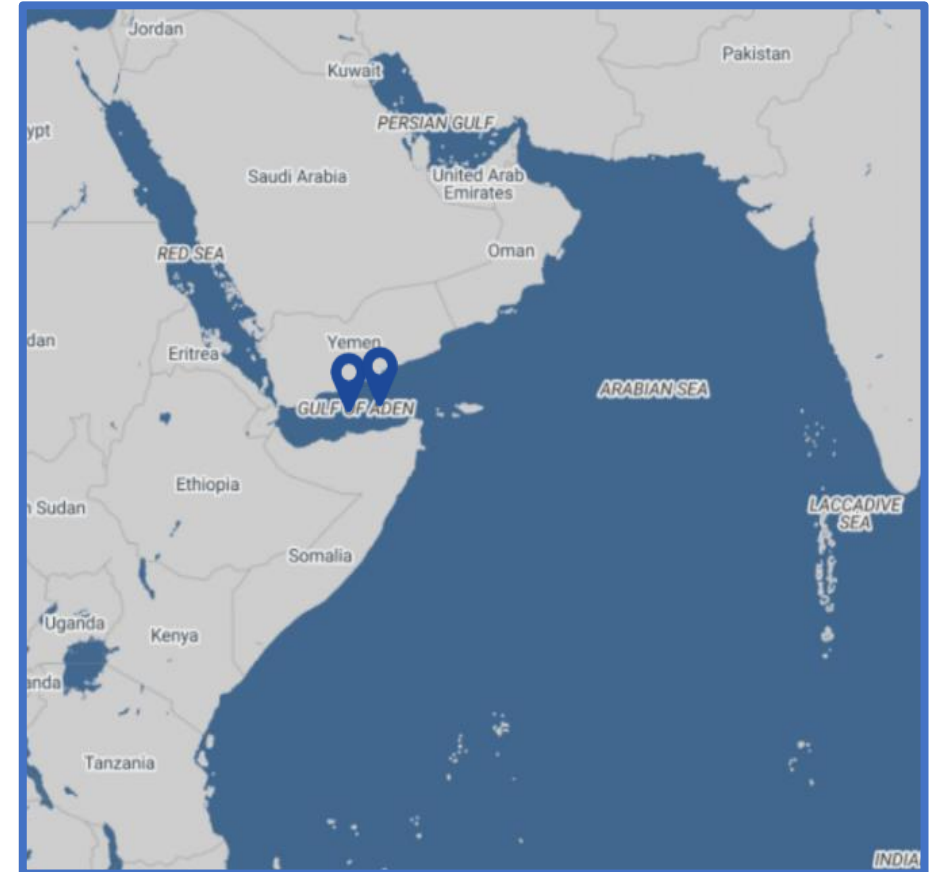 Jordan
Pakistan
Kuwait
PERSIAN GULF
ypt
Saudi Arabia
United Arab
Emirates
RED SEA
Oman
dan
Yemen
Eritrea
ARABIAN SEA
GULF OF ADEN
Ethiopia
n Sudan
LACCADIVE
SEA
Somalia
Uganda
Kenya
anda
Tanzania
INDIA